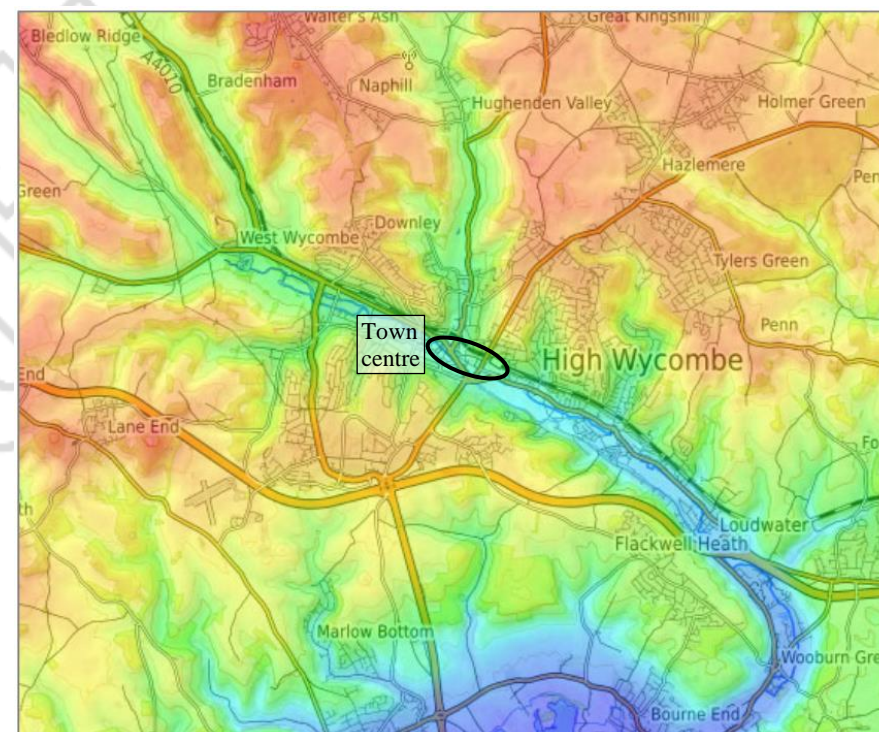 Walter's Ash
Great Kingshill
Bledlow Ridge
A4010
Bradenham
Naphill
Hughenden Valley
Holmer Green
Hazlemere
Pen
Green
Downley
West Wycombe
Tylers Green
Town
centre
Penn
High Wycombe
End
Lane End
Fo
th
Loudwater
Flackwell Heath
Marlow Bottom
Wooburn Gre
Bourne End